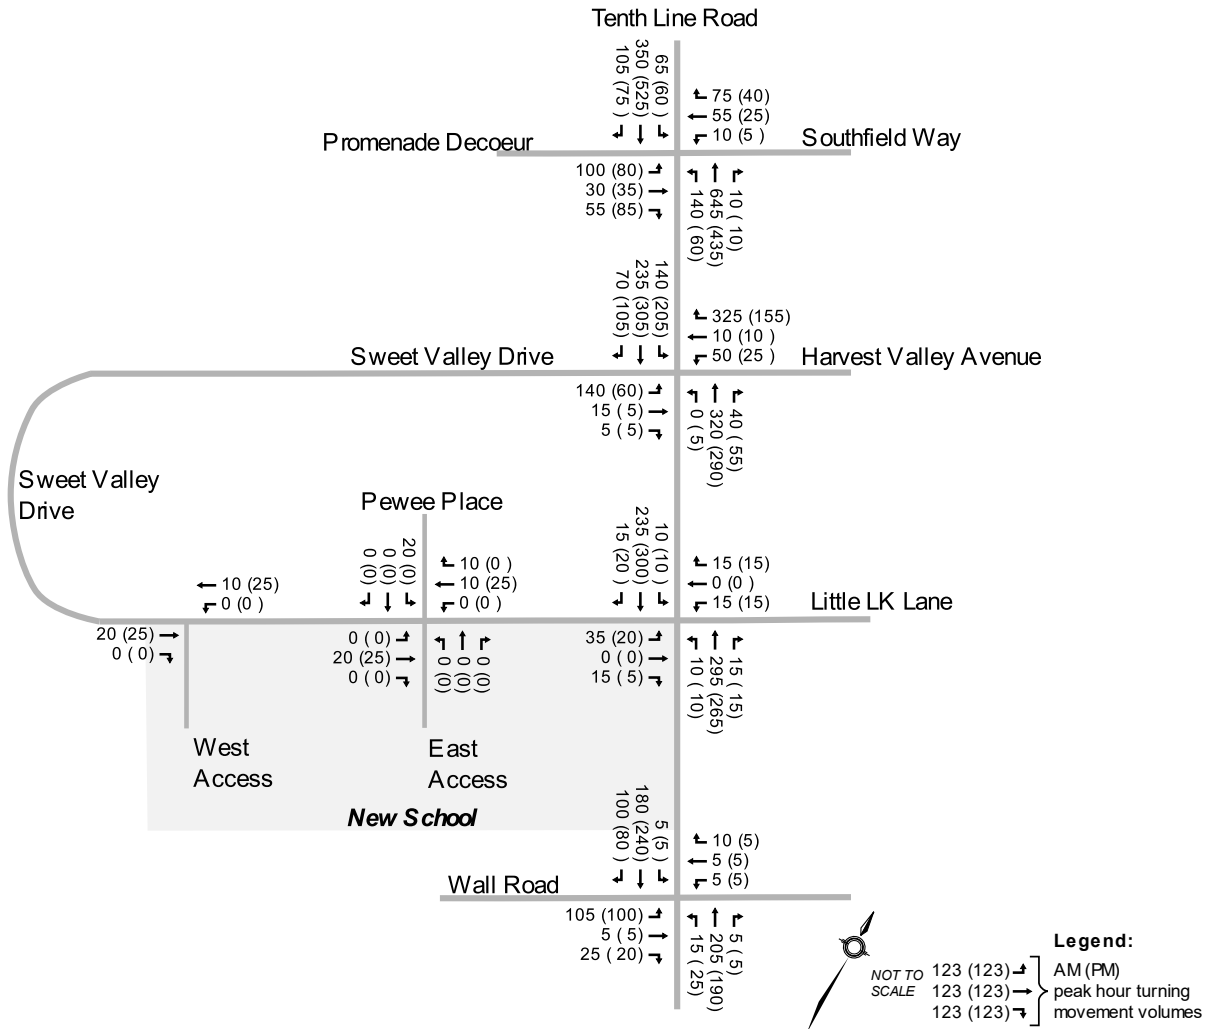 Tenth Line Road
105 (75 )
350 (525)
65 (60 )
75 (40)
55 (25)
10 (5 )
Promenade Decoeur
Southfield Way
100 (80)
30 (35)
55 (85)
140 ( 60)
645 (435)
10 ( 10)
70 (105)
235 (305)
140 (205)
325 (155)
10 (10 )
50 (25 )
Sweet Valley Drive
Harvest Valley Avenue
140 (60)
15 ( 5)
5 ( 5)
0 ( 5)
320 (290)
40 ( 55)
Sweet Valley
Drive
Pewee Place
0 (0)
0 (0)
20 (0)
10 (0 )
10 (25)
0 (0 )
15 (20 )
235 (300)
10 (10 )
15 (15)
0 (0 )
15 (15)
10 (25)
0 (0 )
Little LK Lane
20 (25)
0 ( 0)
0 ( 0)
20 (25)
0 ( 0)
0 (0)
0 (0)
0 (0)
35 (20)
0 ( 0)
15 ( 5)
10 ( 10)
295 (265)
15 ( 15)
West
Access
East
Access
New School
100 (80 )
180 (240)
5 (5 )
10 (5)
5 (5)
5 (5)
Wall Road
105 (100)
5 ( 5)
25 ( 20)
15 ( 25)
205 (190)
5 ( 5)
Legend:
NOT TO
SCALE
123 (123)
AM (PM)
123 (123)
peak hour turning
123 (123)
movement volumes